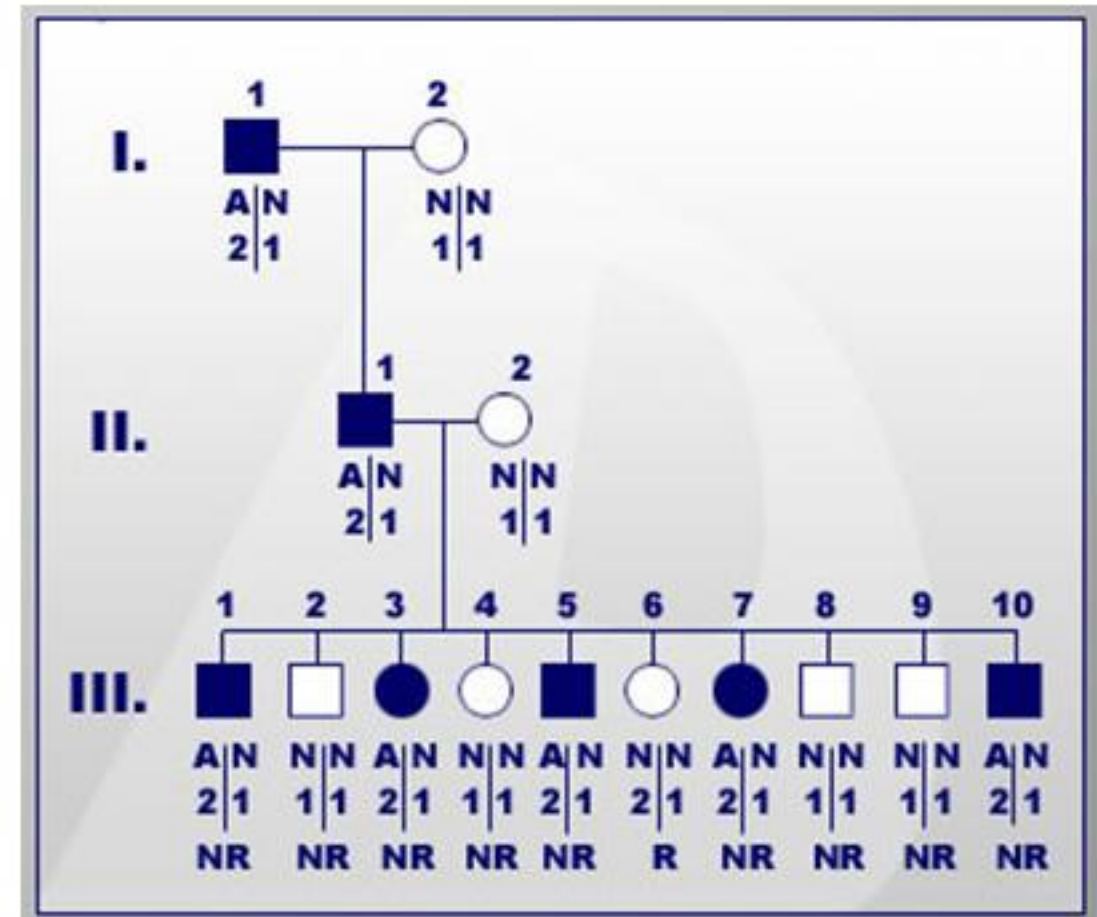 1 2
I.
A|N N|N
2|1 1|1
1 2
II.
A|N N|N
2|1 1|1
1 2 3 4 5 6 7 8 9 10
III.
A|N N|N A|N N|N A|N N|N A|N N|N N|N A|N
2|1 1|1 2|1 1|1 2|1 2|1 2|1 1|1 1|1 2|1
NR NR NR NR NR R NR NR NR NR